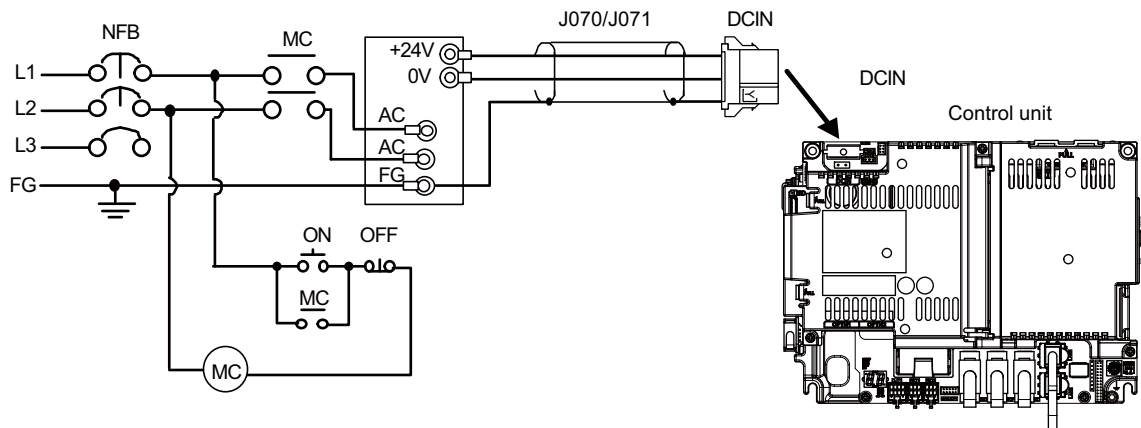 J070/J071
DCIN
NFB
MC
+24V
0V
L1
L2
L3
FG
AC
AC
FG
DCIN
Control unit
ON
OFF
MC
MC